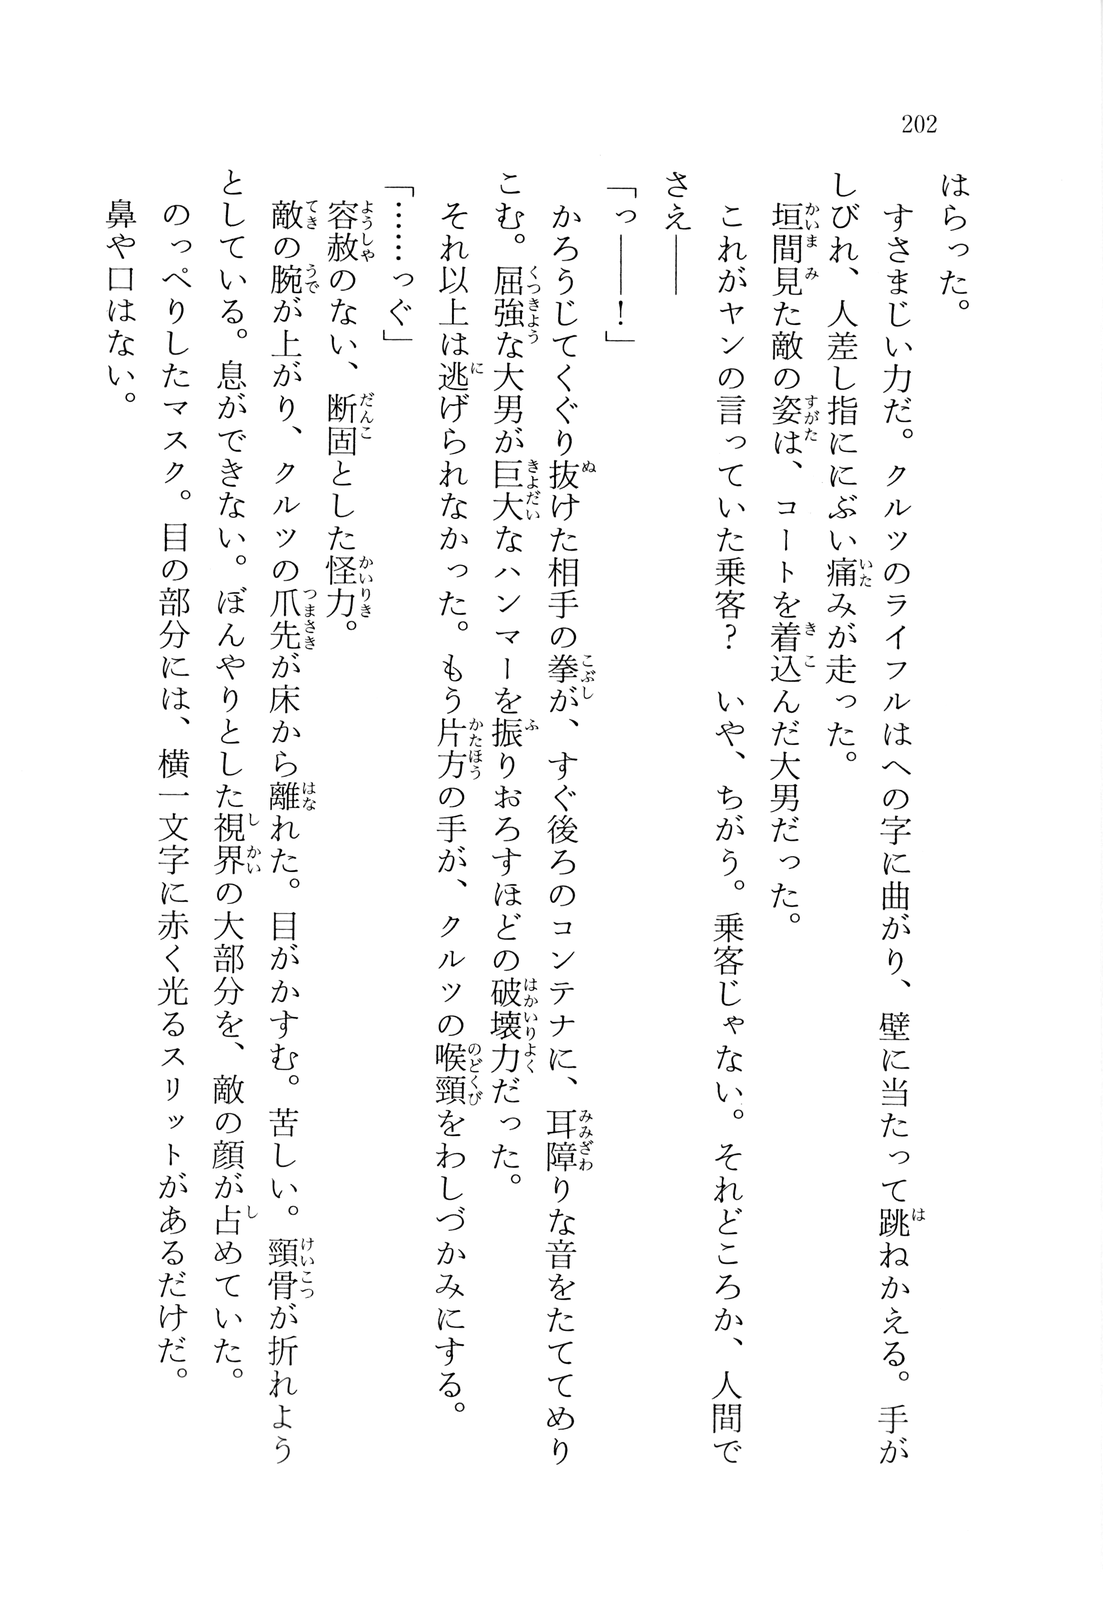 202
はらった。
　すさまじい力だ。クルツのライフルはへの字に曲がり、壁に当たって跳ねかえる。手が
しびれ、人差し指ににぶい痛みが走った。
　垣間見た敵の姿は、コートを着込んだ大男だった。
　これがヤンの言っていた乗客？　いや、ちがう。乗客じゃない。それどころか、人間で
さえ――
「っ――！」
　かろうじてくぐり抜けた相手の拳が、すぐ後ろのコンテナに、耳障りな音をたててめり
こむ。屈強な大男が巨大なハンマーを振りおろすほどの破壊力だった。
　それ以上は逃げられなかった。もう片方の手が、クルツの喉頸をわしづかみにする。
「……っぐ」
　容赦のない、断固とした怪力。
　敵の腕が上がり、クルツの爪先が床から離れた。目がかすむ。苦しい。頸骨が折れよう
としている。息ができない。ぼんやりとした視界の大部分を、敵の顔が占めていた。
　のっぺりしたマスク。目の部分には、横一文字に赤く光るスリットがあるだけだ。
　鼻や口はない。